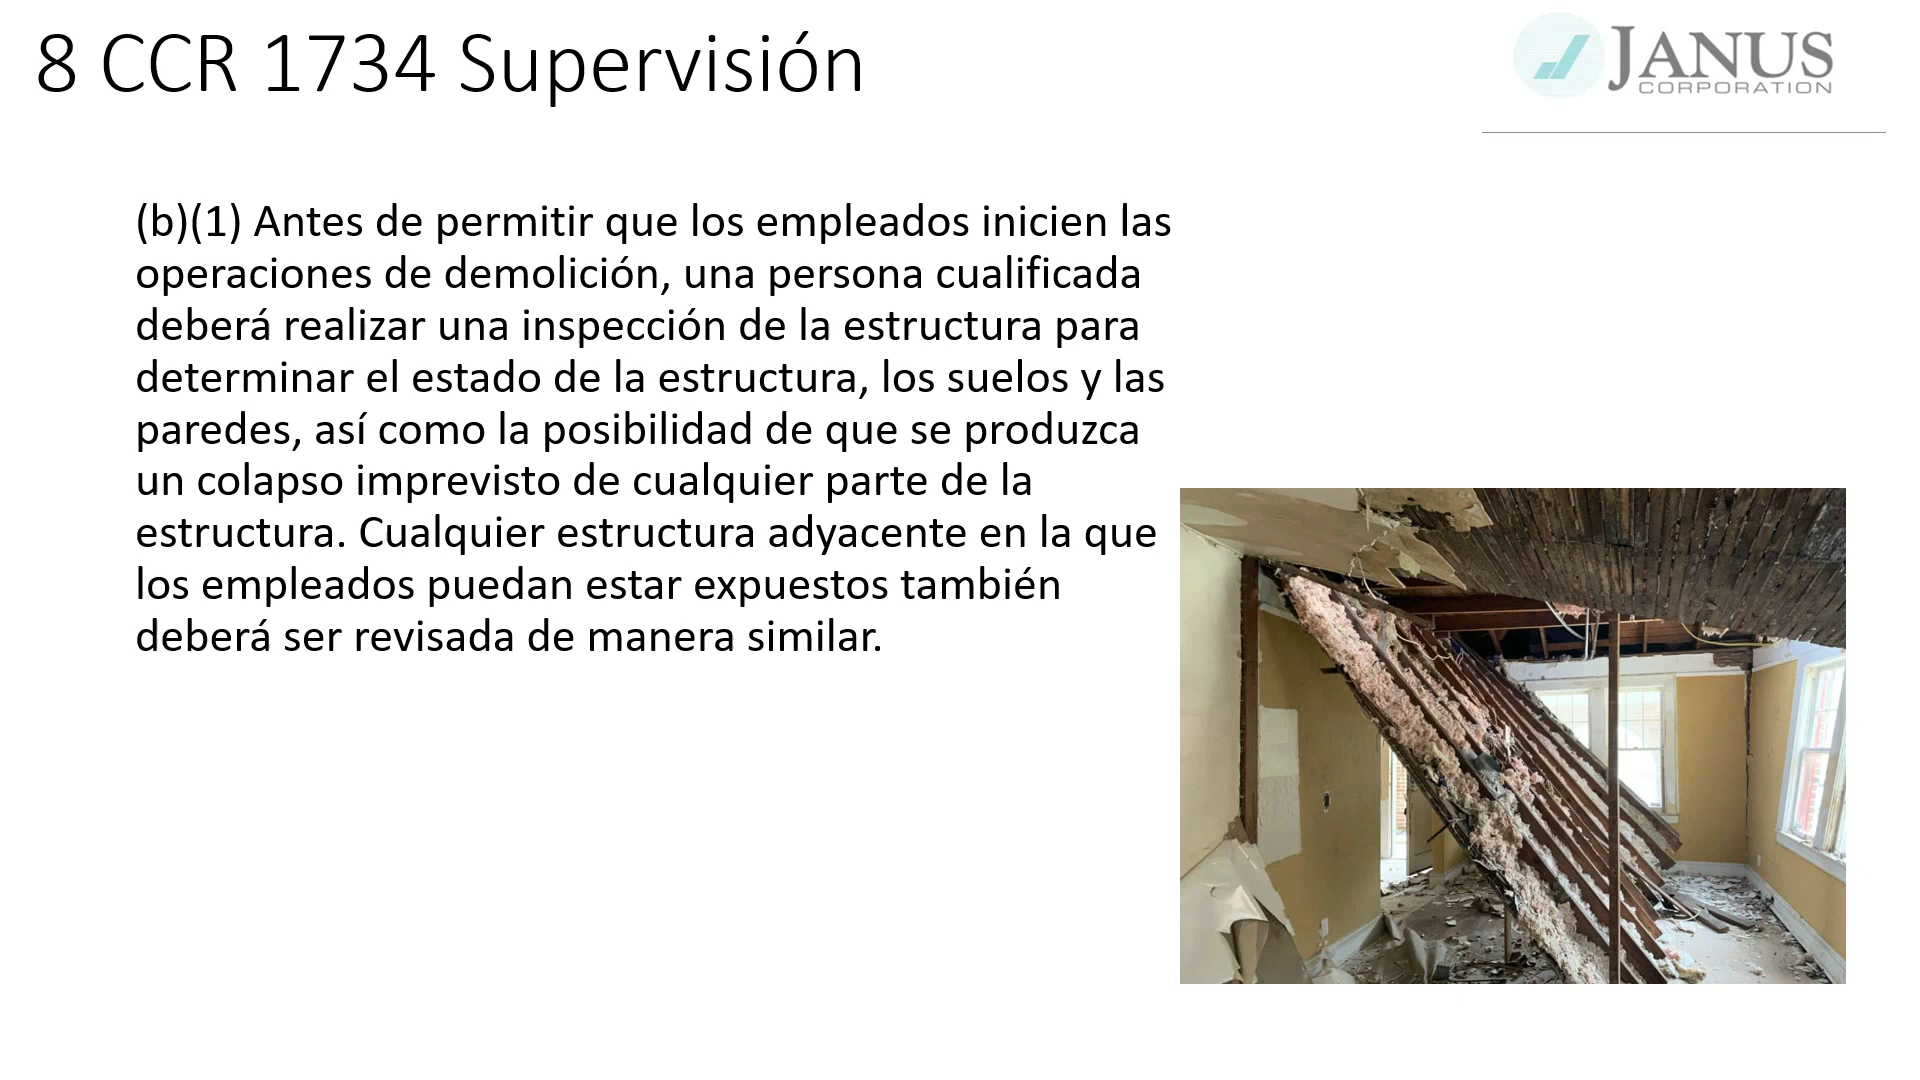 8 CCR 1734 Supervisión
JANUS
CORPORATION
(b)(1) Antes de permitir que los empleados inicien las
operaciones de demolición, una persona cualificada
deberá realizar una inspección de la estructura para
determinar el estado de la estructura, los suelos y las
paredes, así como la posibilidad de que se produzca
un colapso imprevisto de cualquier parte de la
estructura. Cualquier estructura adyacente en la que
los empleados puedan estar expuestos también
deberá ser revisada de manera similar.